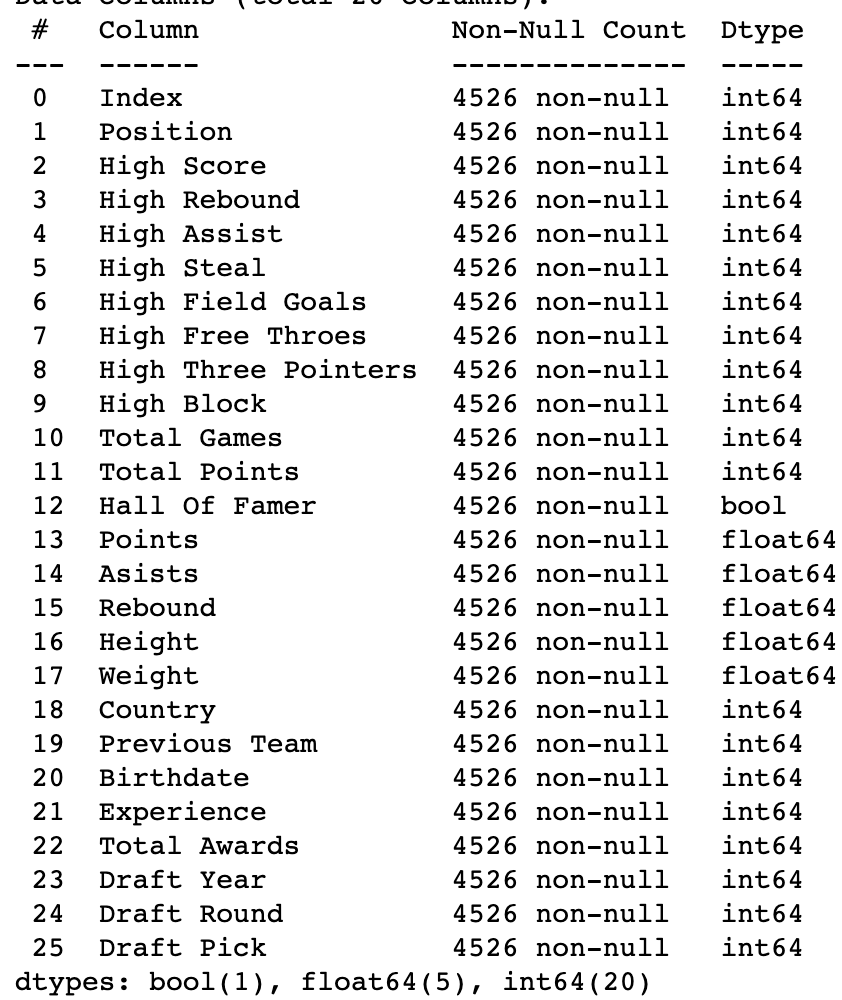 #   Column               Non-Null Count  Dtype
---  ------               --------------  -----
 0   Index                4526 non-null   int64
 1   Position             4526 non-null   int64
 2   High Score           4526 non-null   int64
 3   High Rebound         4526 non-null   int64
 4   High Assist          4526 non-null   int64
 5   High Steal           4526 non-null   int64
 6   High Field Goals     4526 non-null   int64
 7   High Free Throes     4526 non-null   int64
 8   High Three Pointers  4526 non-null   int64
 9   High Block           4526 non-null   int64
 10  Total Games          4526 non-null   int64
 11  Total Points         4526 non-null   int64
 12  Hall Of Famer        4526 non-null   bool
 13  Points               4526 non-null   float64
 14  Asists               4526 non-null   float64
 15  Rebound              4526 non-null   float64
 16  Height               4526 non-null   float64
 17  Weight               4526 non-null   float64
 18  Country              4526 non-null   int64
 19  Previous Team        4526 non-null   int64
 20  Birthdate            4526 non-null   int64
 21  Experience           4526 non-null   int64
 22  Total Awards         4526 non-null   int64
 23  Draft Year           4526 non-null   int64
 24  Draft Round          4526 non-null   int64
 25  Draft Pick           4526 non-null   int64
dtypes: bool(1), float64(5), int64(20)